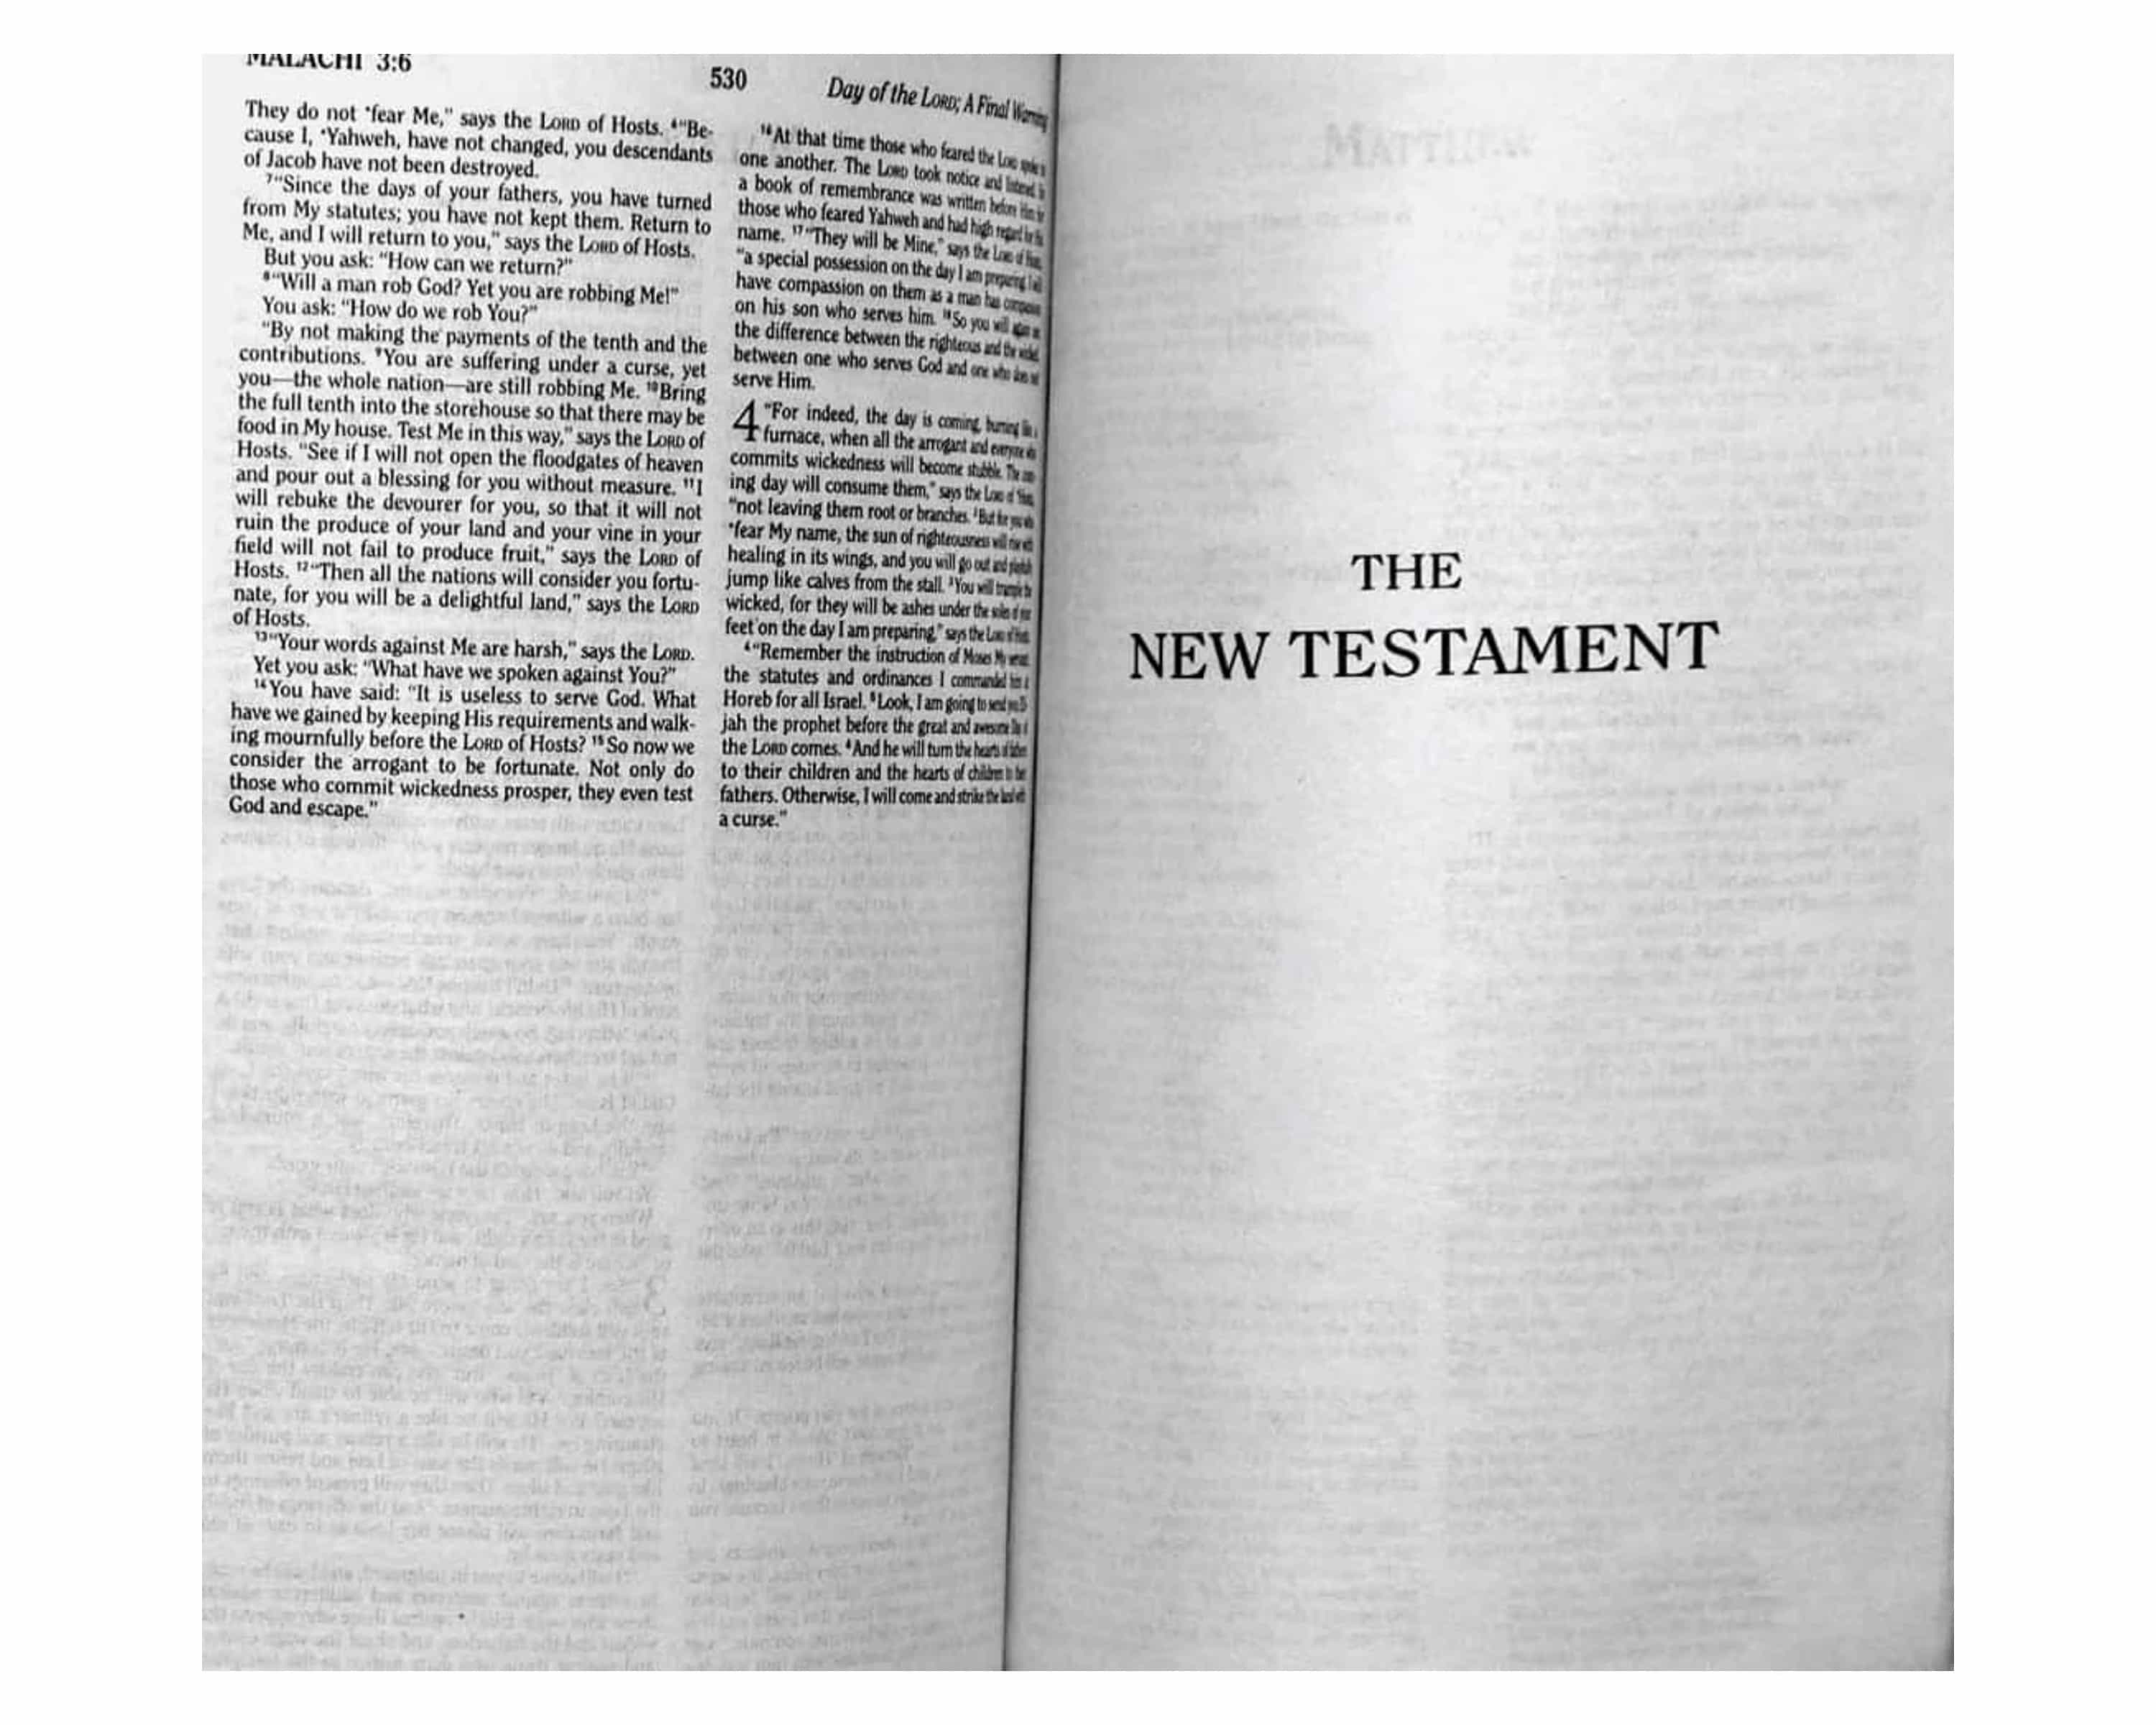 MALACHI 3:6
530
Day of the LORD; A Final Warning
They do not *fear Me," says the LORD of Hosts. 6"Be-
cause I, *Yahweh, have not changed, you descendants
of Jacob have not been destroyed.
7"Since the days of your fathers, you have turned
from My statutes; you have not kept them. Return to
Me, and I will return to you," says the LORD of Hosts.
But you ask: "How can we return?"
8"Will a man rob God? Yet you are robbing Me!"
You ask: "How do we rob You?"
"By not making the payments of the tenth and the
contributions. 9You are suffering under a curse, yet
you—the whole nation—are still robbing Me. 10Bring
the full tenth into the storehouse so that there may be
food in My house. Test Me in this way," says the LORD of
Hosts. "See if I will not open the floodgates of heaven
and pour out a blessing for you without measure. 11I
will rebuke the devourer for you, so that it will not
ruin the produce of your land and your vine in your
field will not fail to produce fruit," says the LORD of
Hosts. 12"Then all the nations will consider you fortu-
nate, for you will be a delightful land," says the LORD
of Hosts.
13"Your words against Me are harsh," says the LORD.
Yet you ask: "What have we spoken against You?"
14You have said: "It is useless to serve God. What
have we gained by keeping His requirements and walk-
ing mournfully before the LORD of Hosts? 15So now we
consider the arrogant to be fortunate. Not only do
those who commit wickedness prosper, they even test
God and escape."
16At that time those who feared the LORD spoke to
one another. The LORD took notice and listened. So
a book of remembrance was written before Him for
those who feared Yahweh and had high regard for His
name. 17"They will be Mine," says the LORD of Hosts,
"a special possession on the day I am preparing. I will
have compassion on them as a man has compassion
on his son who serves him. 18So you will again see
the difference between the righteous and the wicked,
between one who serves God and one who does not
serve Him.
4 "For indeed, the day is coming, burning like a
furnace, when all the arrogant and everyone who
commits wickedness will become stubble. The com-
ing day will consume them," says the LORD of Hosts,
"not leaving them root or branches. 2But for you who
*fear My name, the sun of righteousness will rise with
healing in its wings, and you will go out and playfully
jump like calves from the stall. 3You will trample the
wicked, for they will be ashes under the soles of your
feet on the day I am preparing," says the LORD of Hosts.
4"Remember the instruction of Moses My servant,
the statutes and ordinances I commanded him at
Horeb for all Israel. 5Look, I am going to send you Eli-
jah the prophet before the great and awesome Day of
the LORD comes. 6And he will turn the hearts of fathers
to their children and the hearts of children to their
fathers. Otherwise, I will come and strike the land with
a curse."
THE
NEW TESTAMENT
MATTHEW